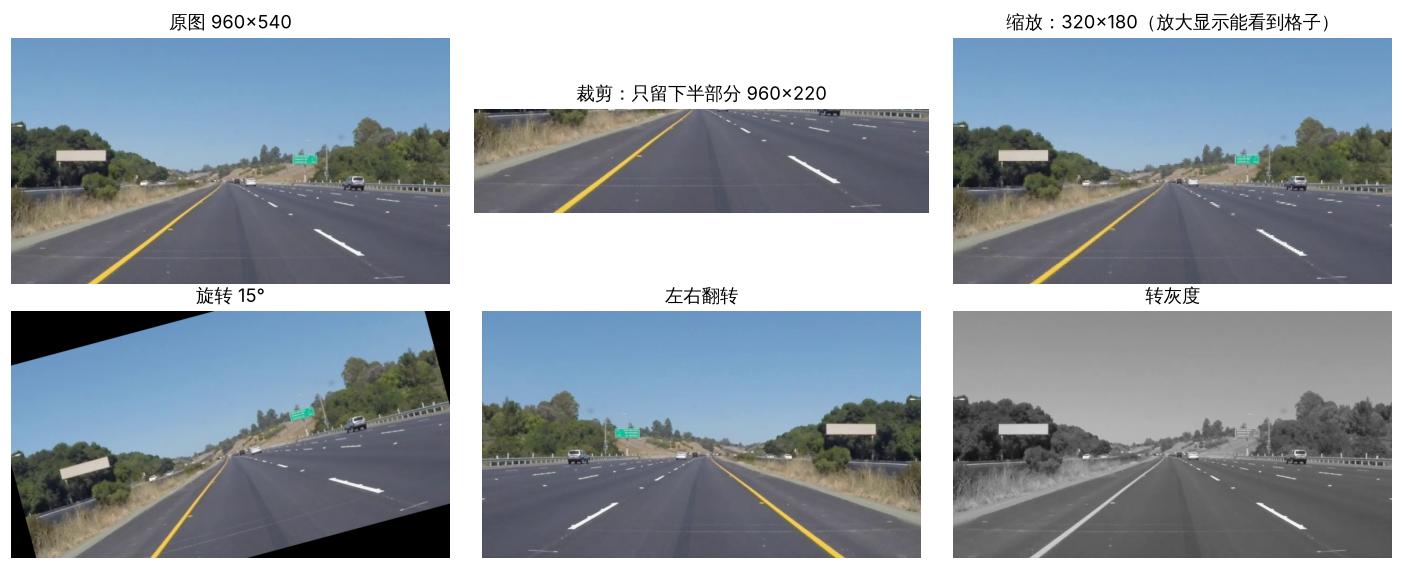 原图 960×540
裁剪：只留下半部分 960×220
缩放：320×180（放大显示能看到格子）
旋转 15°
左右翻转
转灰度